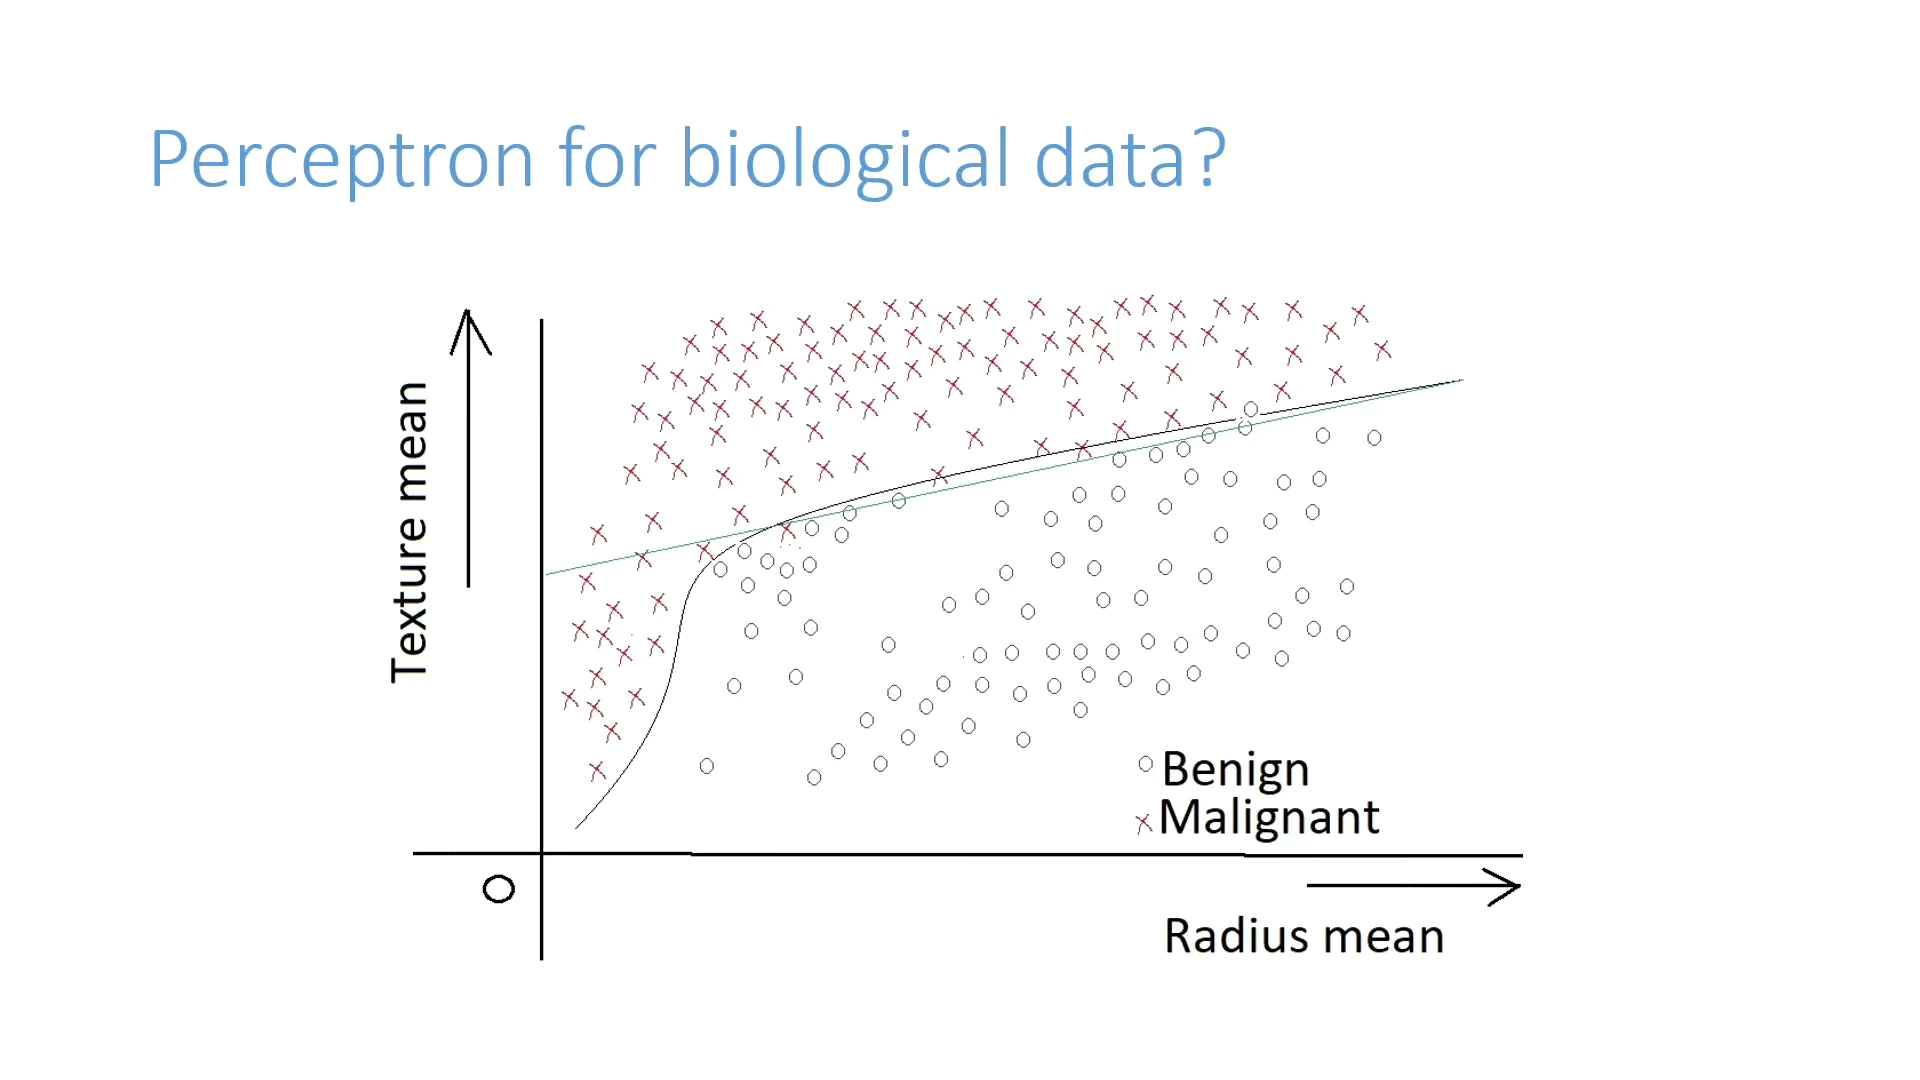 Perceptron for biological data?
Texture mean
Benign
Malignant
O
Radius mean